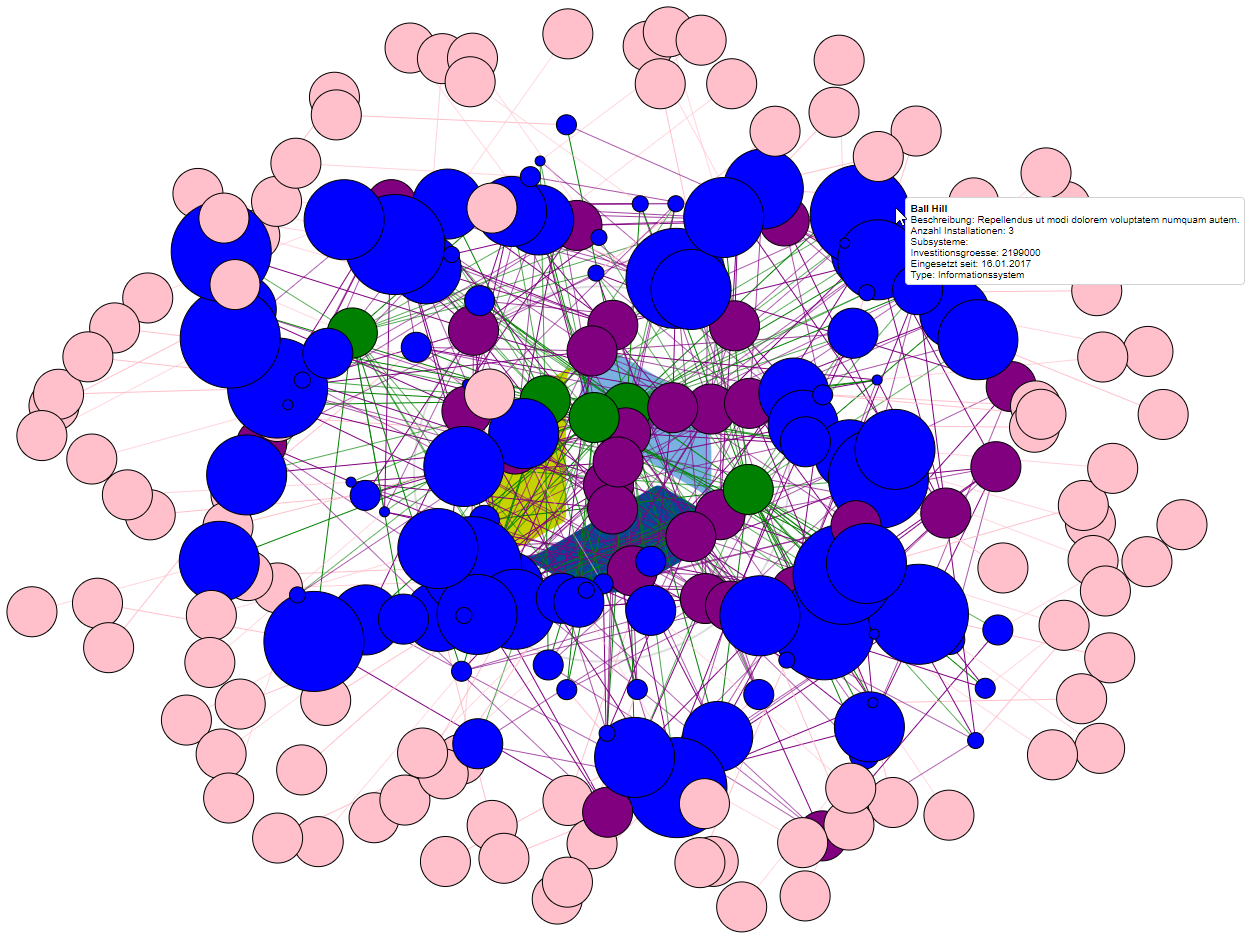 Ball Hill
Beschreibung: Repellendus ut modi dolorem voluptatem numquam autem.
Anzahl Installationen: 3
Subsysteme:
Investitionsgroesse: 2199000
Eingesetzt seit: 16.01.2017
Type: Informationssystem